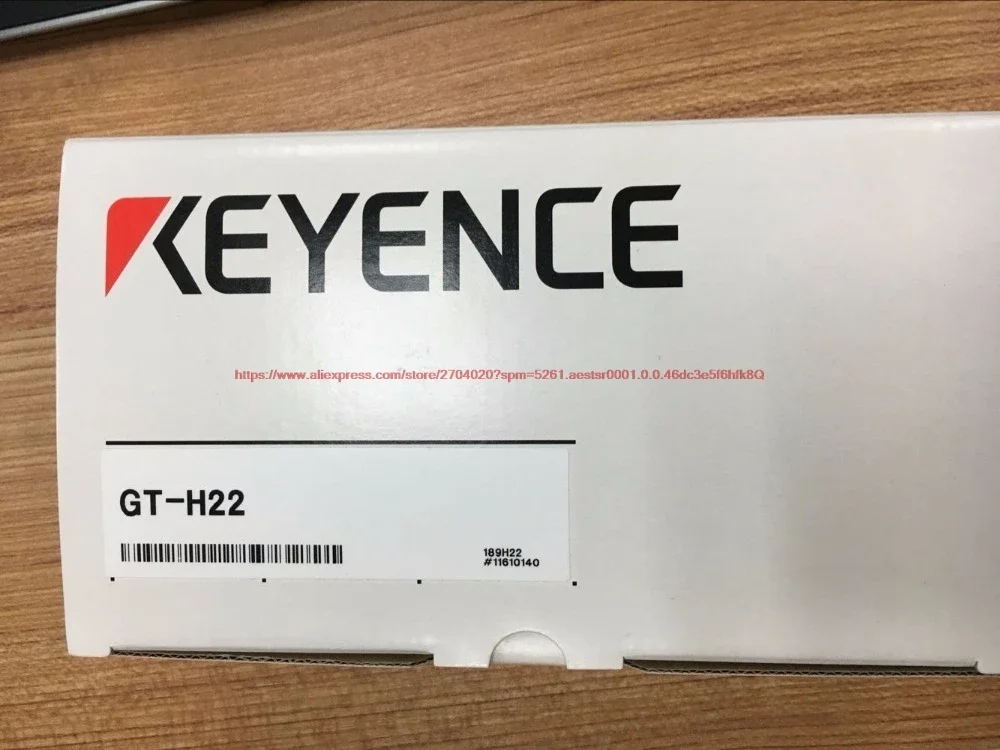 KEYENCE
https://www.aliexpress.com/store/2704020?spm=5261.aestsr0001.0.0.46dc3e5f6hfk8Q
GT-H22
189H22
#11610140